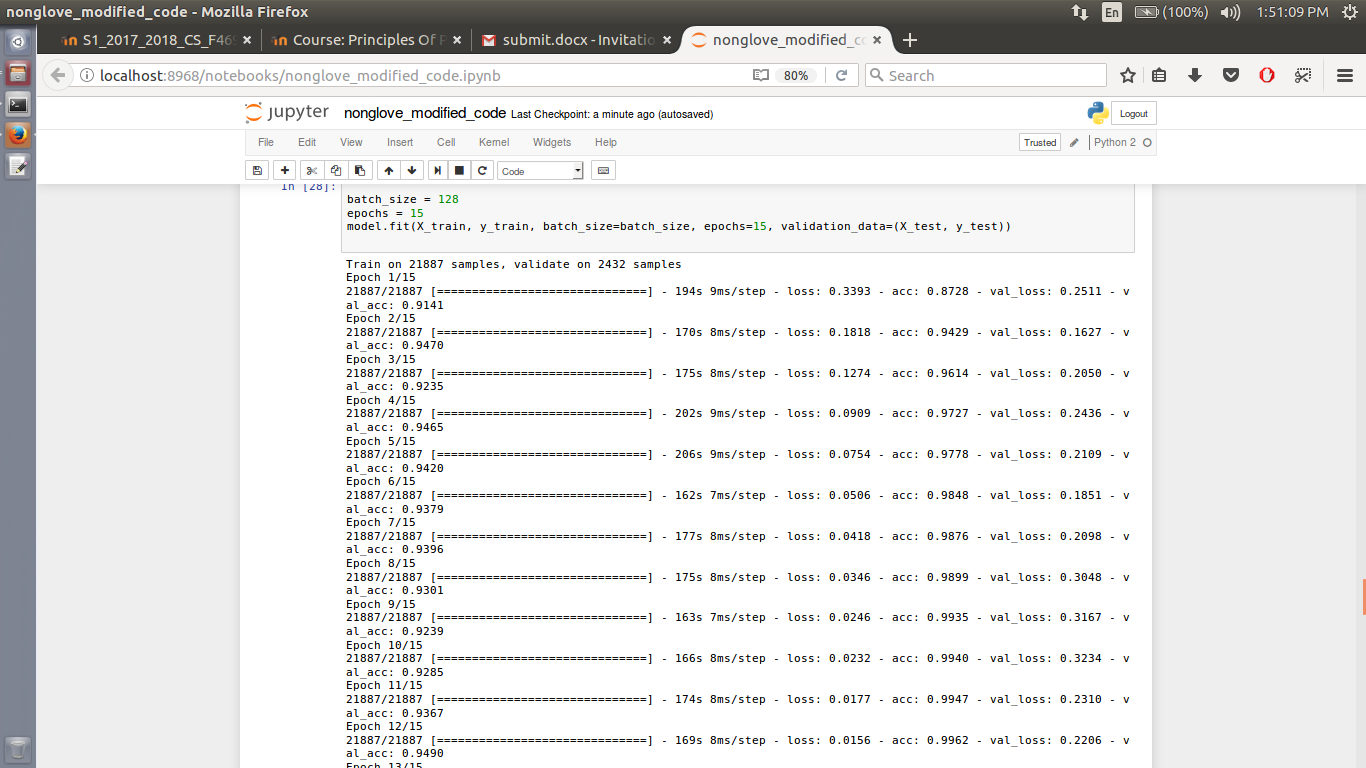 nonglove_modified_code - Mozilla Firefox
En (100%) 1:51:09 PM
S1_2017_2018_CS_F46
Course: Principles Of P
submit.docx - Invitatio
nonglove_modified_co
localhost:8968/notebooks/nonglove_modified_code.ipynb
80%
Search
jupyter nonglove_modified_code Last Checkpoint: a minute ago (autosaved)
Logout
File Edit View Insert Cell Kernel Widgets Help
Trusted Python 2
Code
In [28]:
batch_size = 128
epochs = 15
model.fit(X_train, y_train, batch_size=batch_size, epochs=15, validation_data=(X_test, y_test))
Train on 21887 samples, validate on 2432 samples
Epoch 1/15
21887/21887 [==============================] - 194s 9ms/step - loss: 0.3393 - acc: 0.8728 - val_loss: 0.2511 - v
al_acc: 0.9141
Epoch 2/15
21887/21887 [==============================] - 170s 8ms/step - loss: 0.1818 - acc: 0.9429 - val_loss: 0.1627 - v
al_acc: 0.9470
Epoch 3/15
21887/21887 [==============================] - 175s 8ms/step - loss: 0.1274 - acc: 0.9614 - val_loss: 0.2050 - v
al_acc: 0.9235
Epoch 4/15
21887/21887 [==============================] - 202s 9ms/step - loss: 0.0909 - acc: 0.9727 - val_loss: 0.2436 - v
al_acc: 0.9465
Epoch 5/15
21887/21887 [==============================] - 206s 9ms/step - loss: 0.0754 - acc: 0.9778 - val_loss: 0.2109 - v
al_acc: 0.9420
Epoch 6/15
21887/21887 [==============================] - 162s 7ms/step - loss: 0.0506 - acc: 0.9848 - val_loss: 0.1851 - v
al_acc: 0.9379
Epoch 7/15
21887/21887 [==============================] - 177s 8ms/step - loss: 0.0418 - acc: 0.9876 - val_loss: 0.2098 - v
al_acc: 0.9396
Epoch 8/15
21887/21887 [==============================] - 175s 8ms/step - loss: 0.0346 - acc: 0.9899 - val_loss: 0.3048 - v
al_acc: 0.9301
Epoch 9/15
21887/21887 [==============================] - 163s 7ms/step - loss: 0.0246 - acc: 0.9935 - val_loss: 0.3167 - v
al_acc: 0.9239
Epoch 10/15
21887/21887 [==============================] - 166s 8ms/step - loss: 0.0232 - acc: 0.9940 - val_loss: 0.3234 - v
al_acc: 0.9285
Epoch 11/15
21887/21887 [==============================] - 174s 8ms/step - loss: 0.0177 - acc: 0.9947 - val_loss: 0.2310 - v
al_acc: 0.9367
Epoch 12/15
21887/21887 [==============================] - 169s 8ms/step - loss: 0.0156 - acc: 0.9962 - val_loss: 0.2206 - v
al_acc: 0.9490
Epoch 13/15